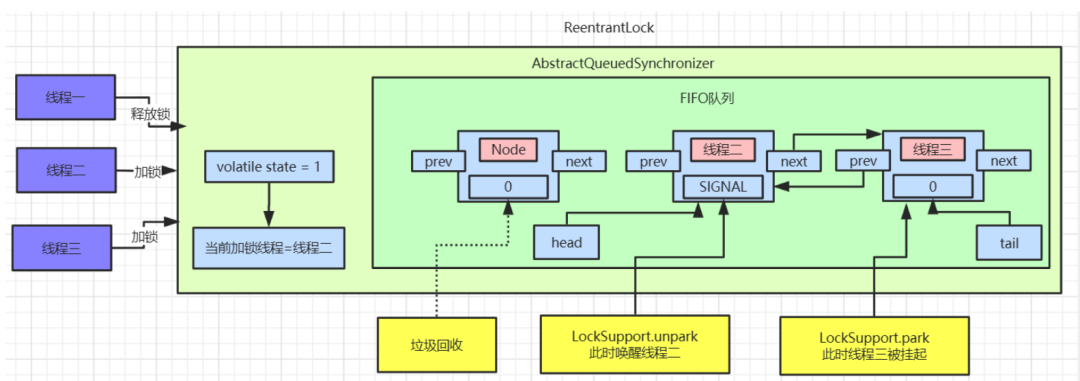 ReentrantLock
AbstractQueuedSynchronizer
FIFO队列
线程一
释放锁
线程二
加锁
线程三
加锁
volatile state = 1
当前加锁线程=线程二
prev
Node
next
0
prev
线程二
next
SIGNAL
prev
线程三
next
0
head
tail
垃圾回收
LockSupport.unpark
此时唤醒线程二
LockSupport.park
此时线程三被挂起